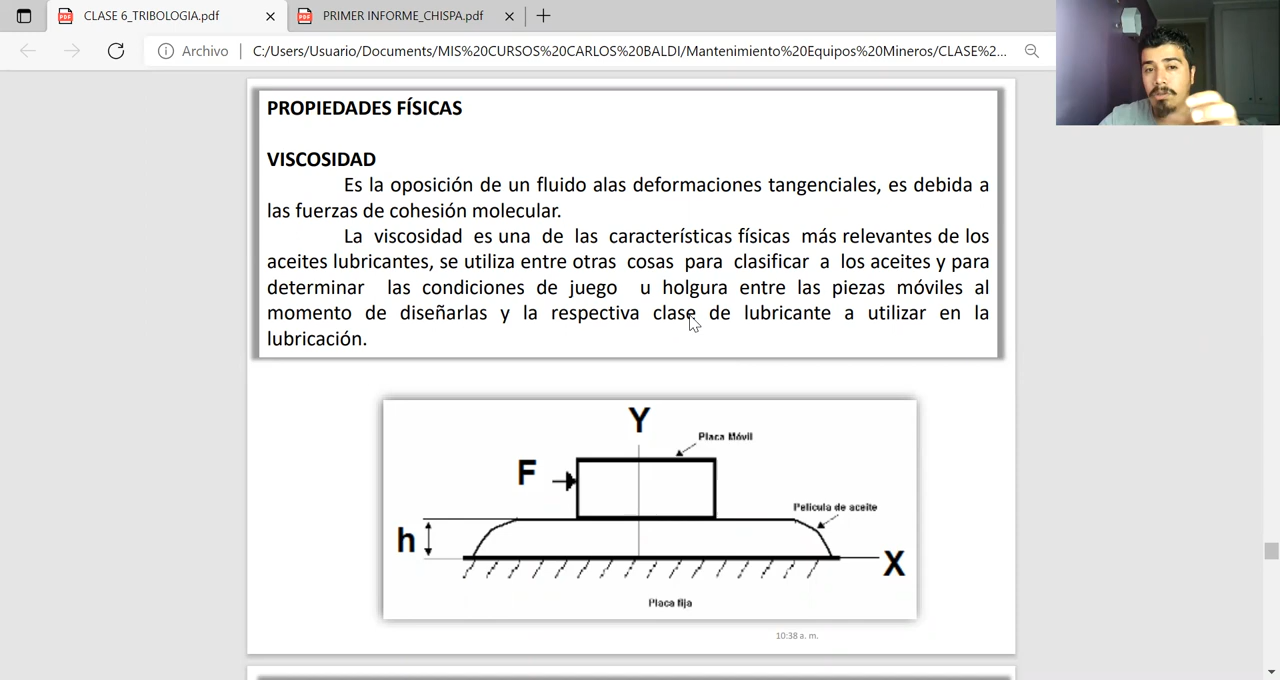 CLASE 6_TRIBOLOGIA.pdf
PRIMER INFORME_CHISPA.pdf
Archivo
C:/Users/Usuario/Documents/MIS%20CURSOS%20CARLOS%20BALDI/Mantenimiento%20Equipos%20Mineros/CLASE%2...
PROPIEDADES FÍSICAS
VISCOSIDAD
Es la oposición de un fluido alas deformaciones tangenciales, es debida a
las fuerzas de cohesión molecular.
La viscosidad es una de las características físicas más relevantes de los
aceites lubricantes, se utiliza entre otras cosas para clasificar a los aceites y para
determinar las condiciones de juego u holgura entre las piezas móviles al
momento de diseñarlas y la respectiva clase de lubricante a utilizar en la
lubricación.
Y
Placa Móvil
F
Pelicula de aceite
h
X
Placa fija
10:38 a. m.